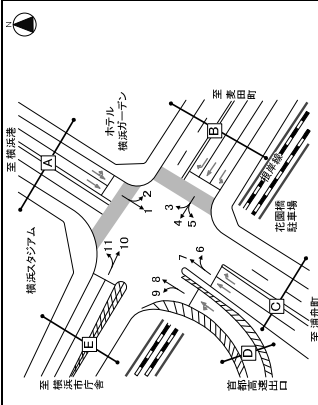 N
至 横浜港
A
ホテル
横浜ガーデン
至
麦田
町
B
横浜スタジアム
1
2
3
4
5
根岸線
花園橋
駐車場
11
10
9
8
7
6
C
E
D
至
横浜市庁舎
首都高速出口
至 浦舟町